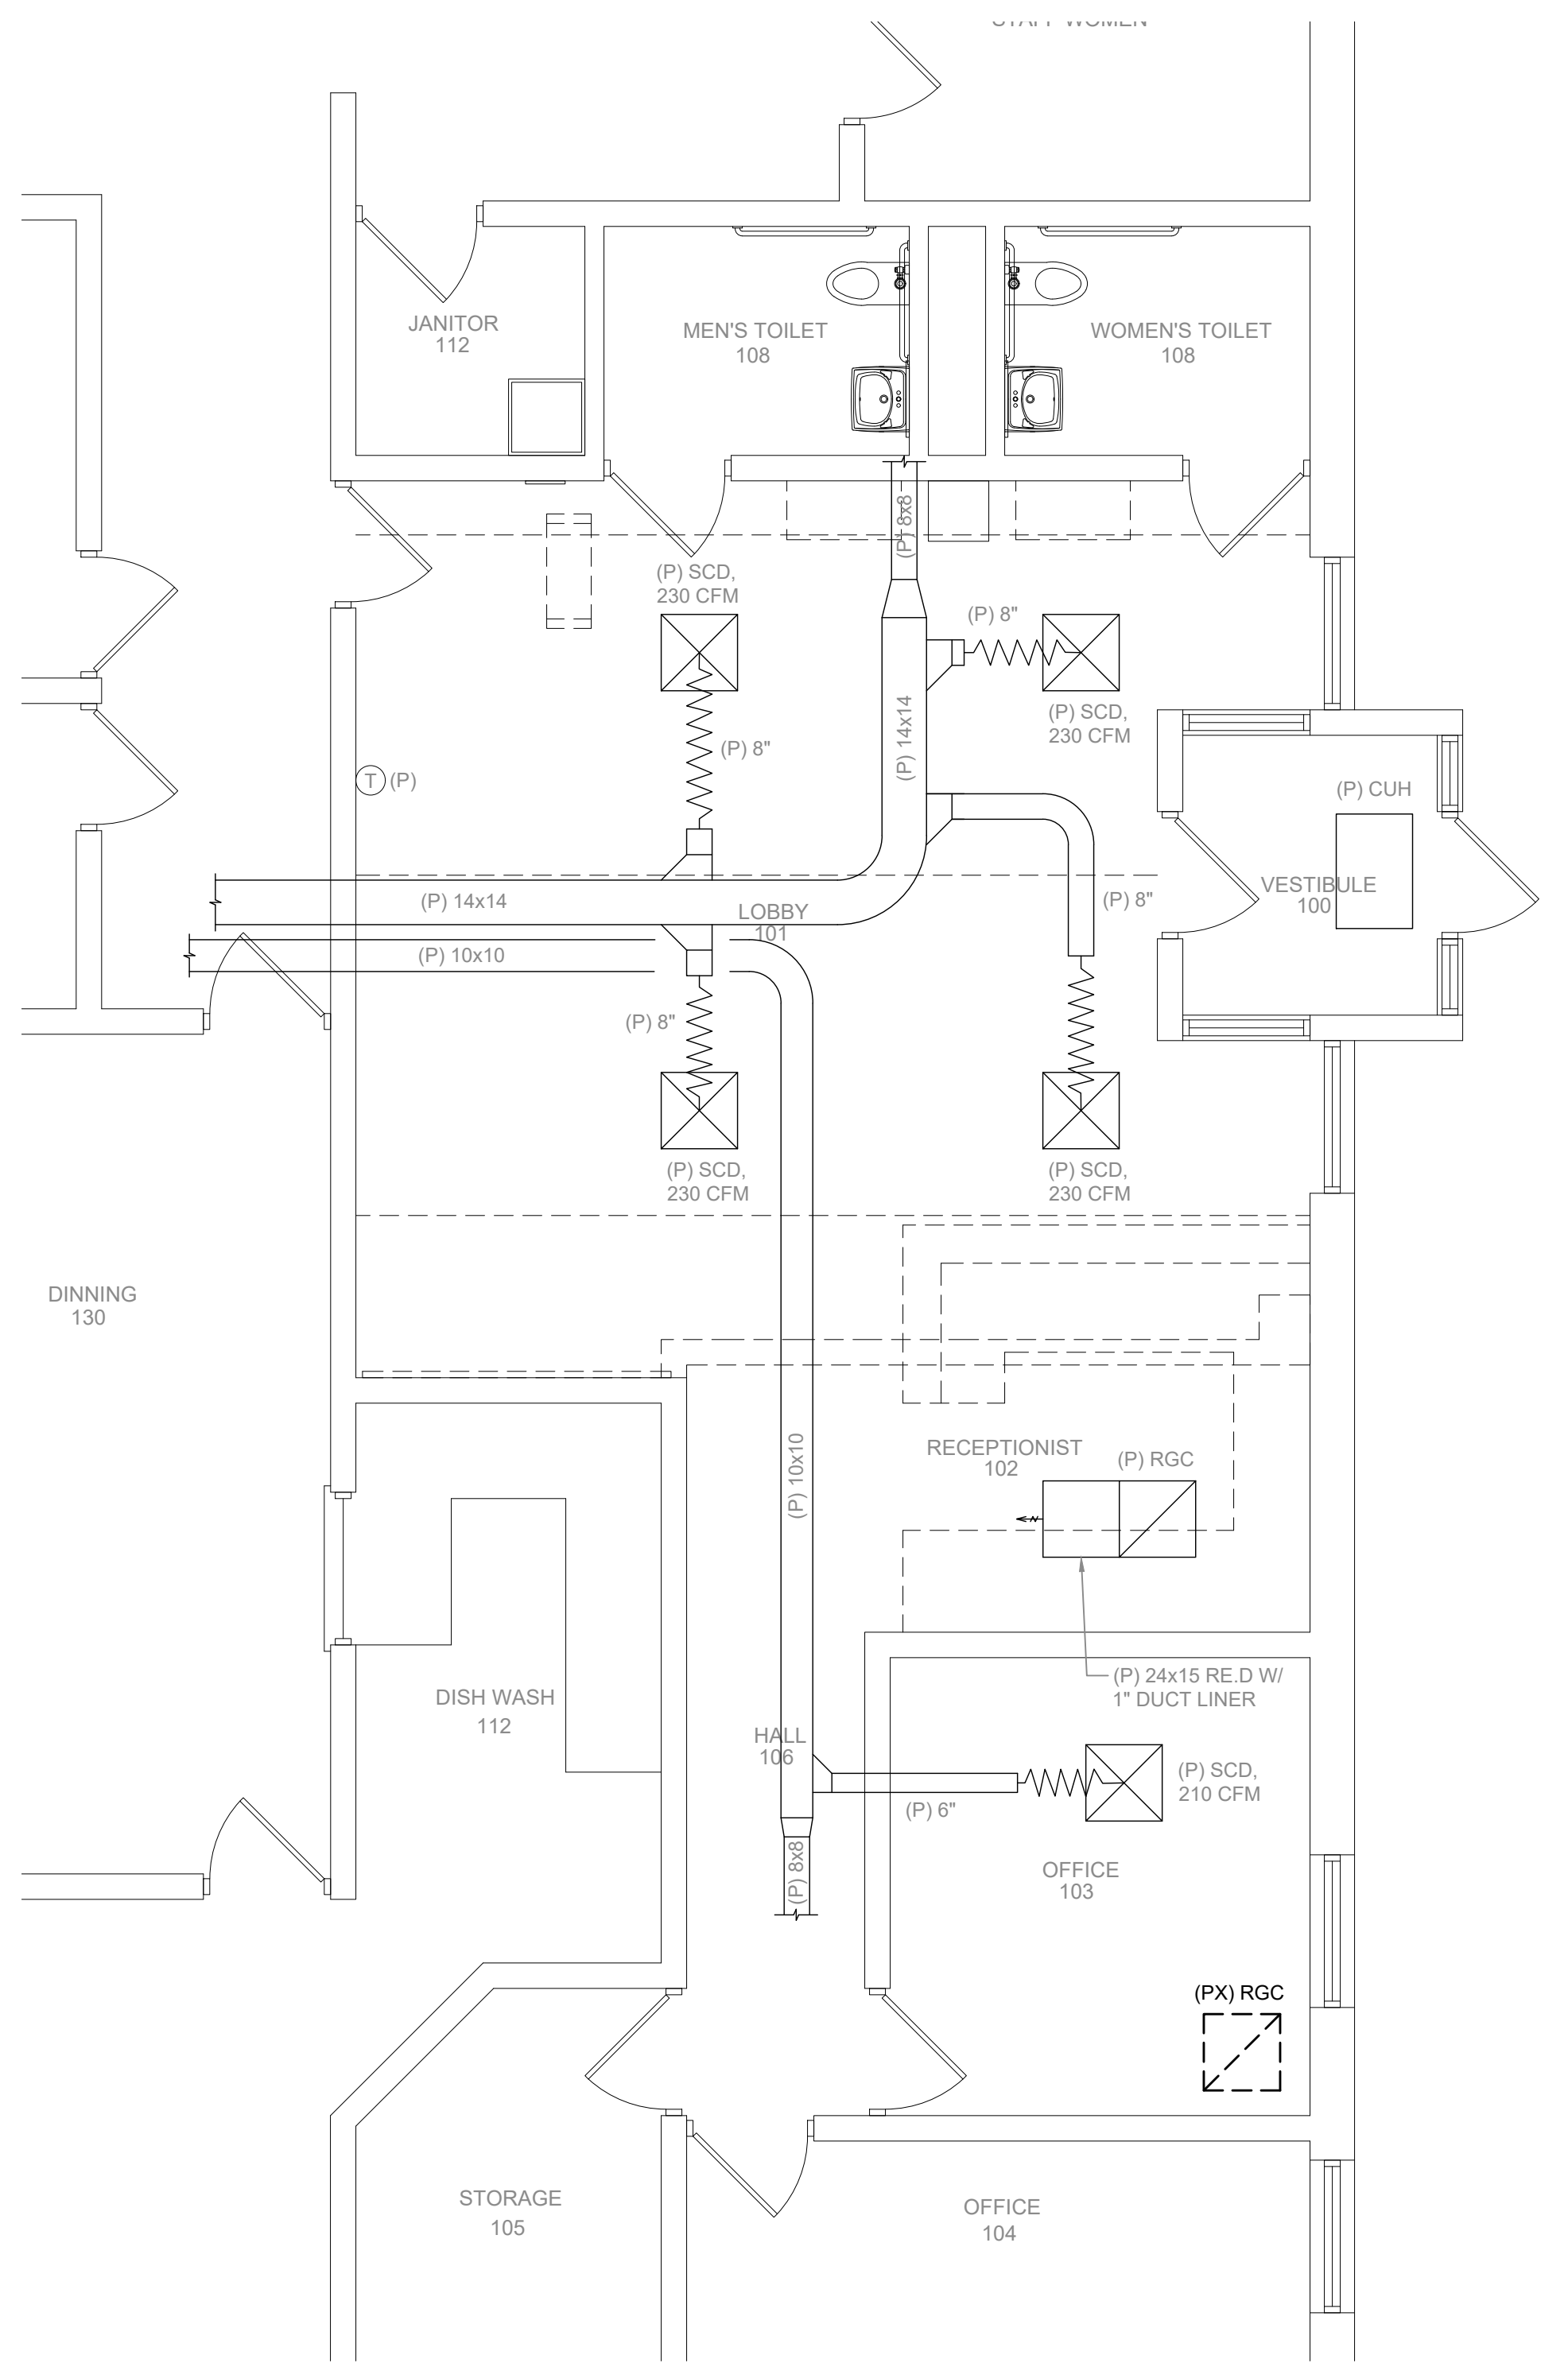 STAFF WOMEN
JANITOR
112
MEN'S TOILET
108
WOMEN'S TOILET
108
(P) 8x8
(P) SCD,
230 CFM
(P) 8"
(P) SCD,
230 CFM
(P) 14x14
(P) 8"
T (P)
(P) CUH
VESTIBULE
100
(P) 14x14
(P) 8"
LOBBY
101
(P) 10x10
(P) 8"
(P) SCD,
230 CFM
(P) SCD,
230 CFM
DINNING
130
RECEPTIONIST
102
(P) RGC
(P) 10x10
(P) 24x15 RE.D W/
1" DUCT LINER
DISH WASH
112
HALL
106
(P) SCD,
210 CFM
(P) 6"
(P) 8x8
OFFICE
103
(PX) RGC
STORAGE
105
OFFICE
104